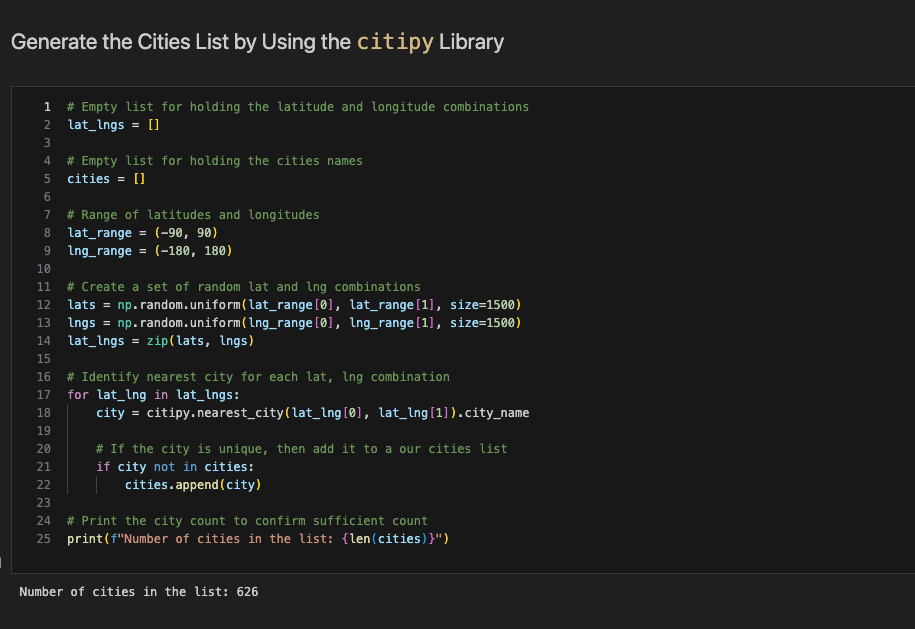 Generate the Cities List by Using the citipy Library
1 # Empty list for holding the latitude and longitude combinations
2 lat_lngs = []
3
4 # Empty list for holding the cities names
5 cities = []
6
7 # Range of latitudes and longitudes
8 lat_range = (-90, 90)
9 lng_range = (-180, 180)
10
11 # Create a set of random lat and lng combinations
12 lats = np.random.uniform(lat_range[0], lat_range[1], size=1500)
13 lngs = np.random.uniform(lng_range[0], lng_range[1], size=1500)
14 lat_lngs = zip(lats, lngs)
15
16 # Identify nearest city for each lat, lng combination
17 for lat_lng in lat_lngs:
18     city = citipy.nearest_city(lat_lng[0], lat_lng[1]).city_name
19
20     # If the city is unique, then add it to a our cities list
21     if city not in cities:
22         cities.append(city)
23
24 # Print the city count to confirm sufficient count
25 print(f"Number of cities in the list: {len(cities)}")
Number of cities in the list: 626